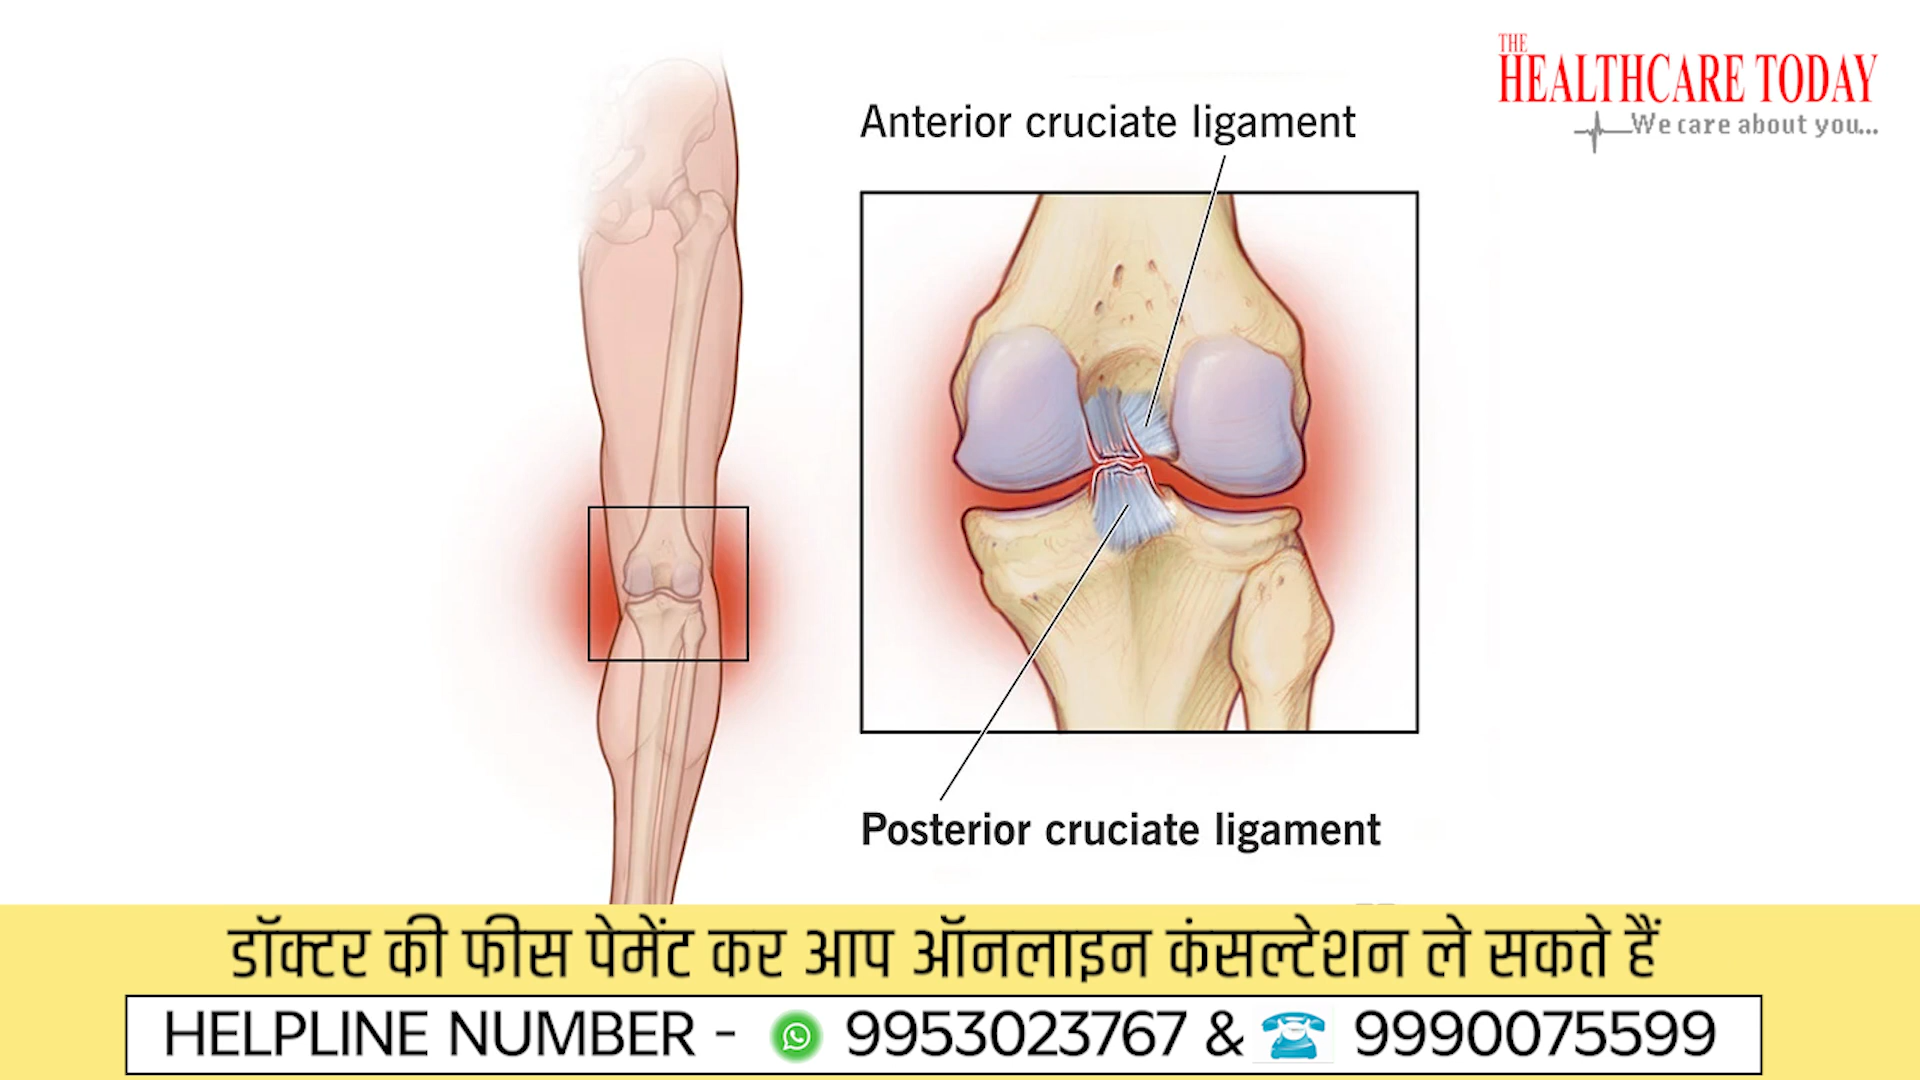 THE
HEALTHCARE TODAY
We care about you...
Anterior cruciate ligament
Posterior cruciate ligament
डॉक्टर की फीस पेमेंट कर आप ऑनलाइन कंसल्टेशन ले सकते हैं
HELPLINE NUMBER - 9953023767 & 9990075599